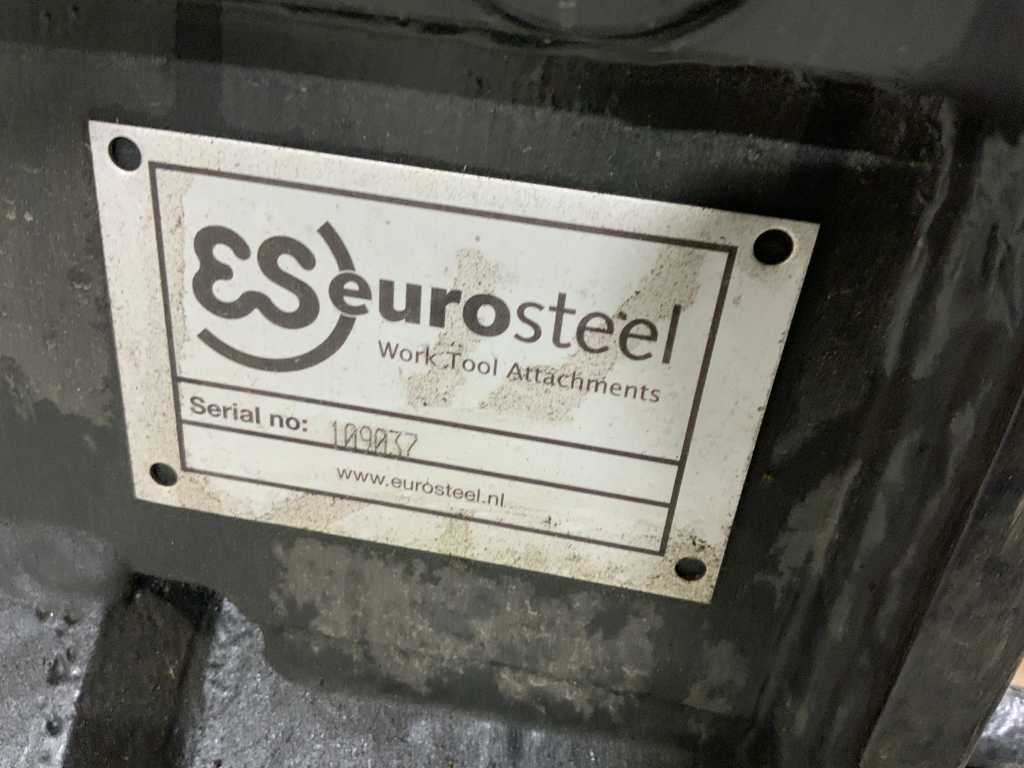 ES eurosteel
Work Tool Attachments
Serial no: 109037
www.eurosteel.nl